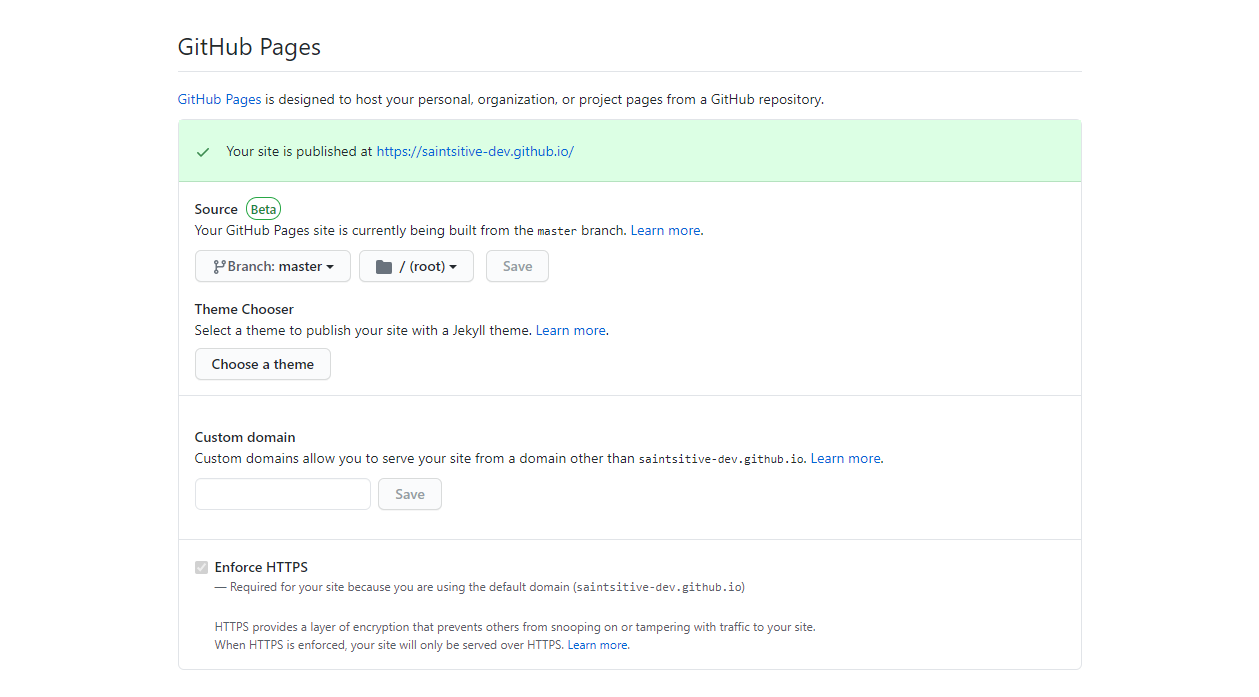 GitHub Pages
GitHub Pages is designed to host your personal, organization, or project pages from a GitHub repository.
Your site is published at https://saintsitive-dev.github.io/
Source Beta
Your GitHub Pages site is currently being built from the master branch. Learn more.
Branch: master / (root) Save
Theme Chooser
Select a theme to publish your site with a Jekyll theme. Learn more.
Choose a theme
Custom domain
Custom domains allow you to serve your site from a domain other than saintsitive-dev.github.io. Learn more.
Save
Enforce HTTPS
— Required for your site because you are using the default domain (saintsitive-dev.github.io)
HTTPS provides a layer of encryption that prevents others from snooping on or tampering with traffic to your site.
When HTTPS is enforced, your site will only be served over HTTPS. Learn more.